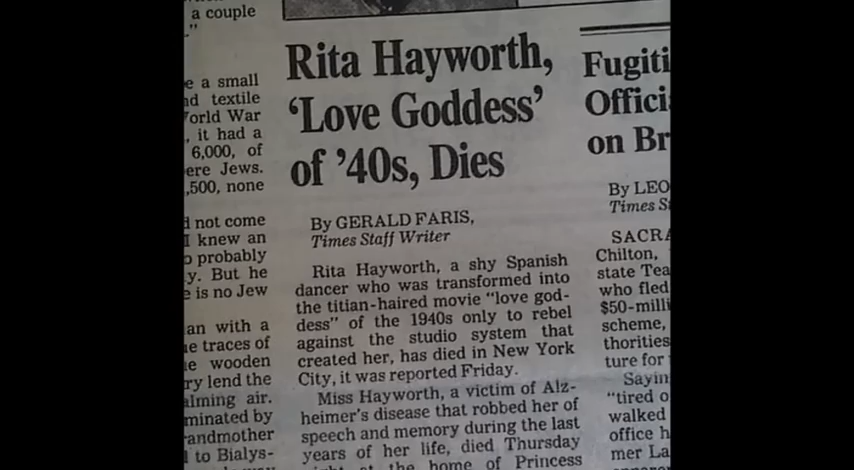 a couple
e a small
d textile
orld War
, it had a
6,000, of
ere Jews.
,500, none
d not come
I knew an
o probably
y. But he
e is no Jew
an with a
e traces of
e wooden
ry lend the
alming air.
minated by
randmother
to Bialys-
Rita Hayworth,
‘Love Goddess’
of ’40s, Dies
By GERALD FARIS,
Times Staff Writer
Rita Hayworth, a shy Spanish
dancer who was transformed into
the titian-haired movie “love god-
dess” of the 1940s only to rebel
against the studio system that
created her, has died in New York
City, it was reported Friday.
Miss Hayworth, a victim of Alz-
heimer’s disease that robbed her of
speech and memory during the last
years of her life, died Thursday
at the home of Princess
Fugiti
Offici
on Br
By LEO
Times S
SACRA
Chilton,
state Tea
who fled
$50-milli
scheme,
thorities
ture for
Sayin
“tired o
walked
office h
mer La